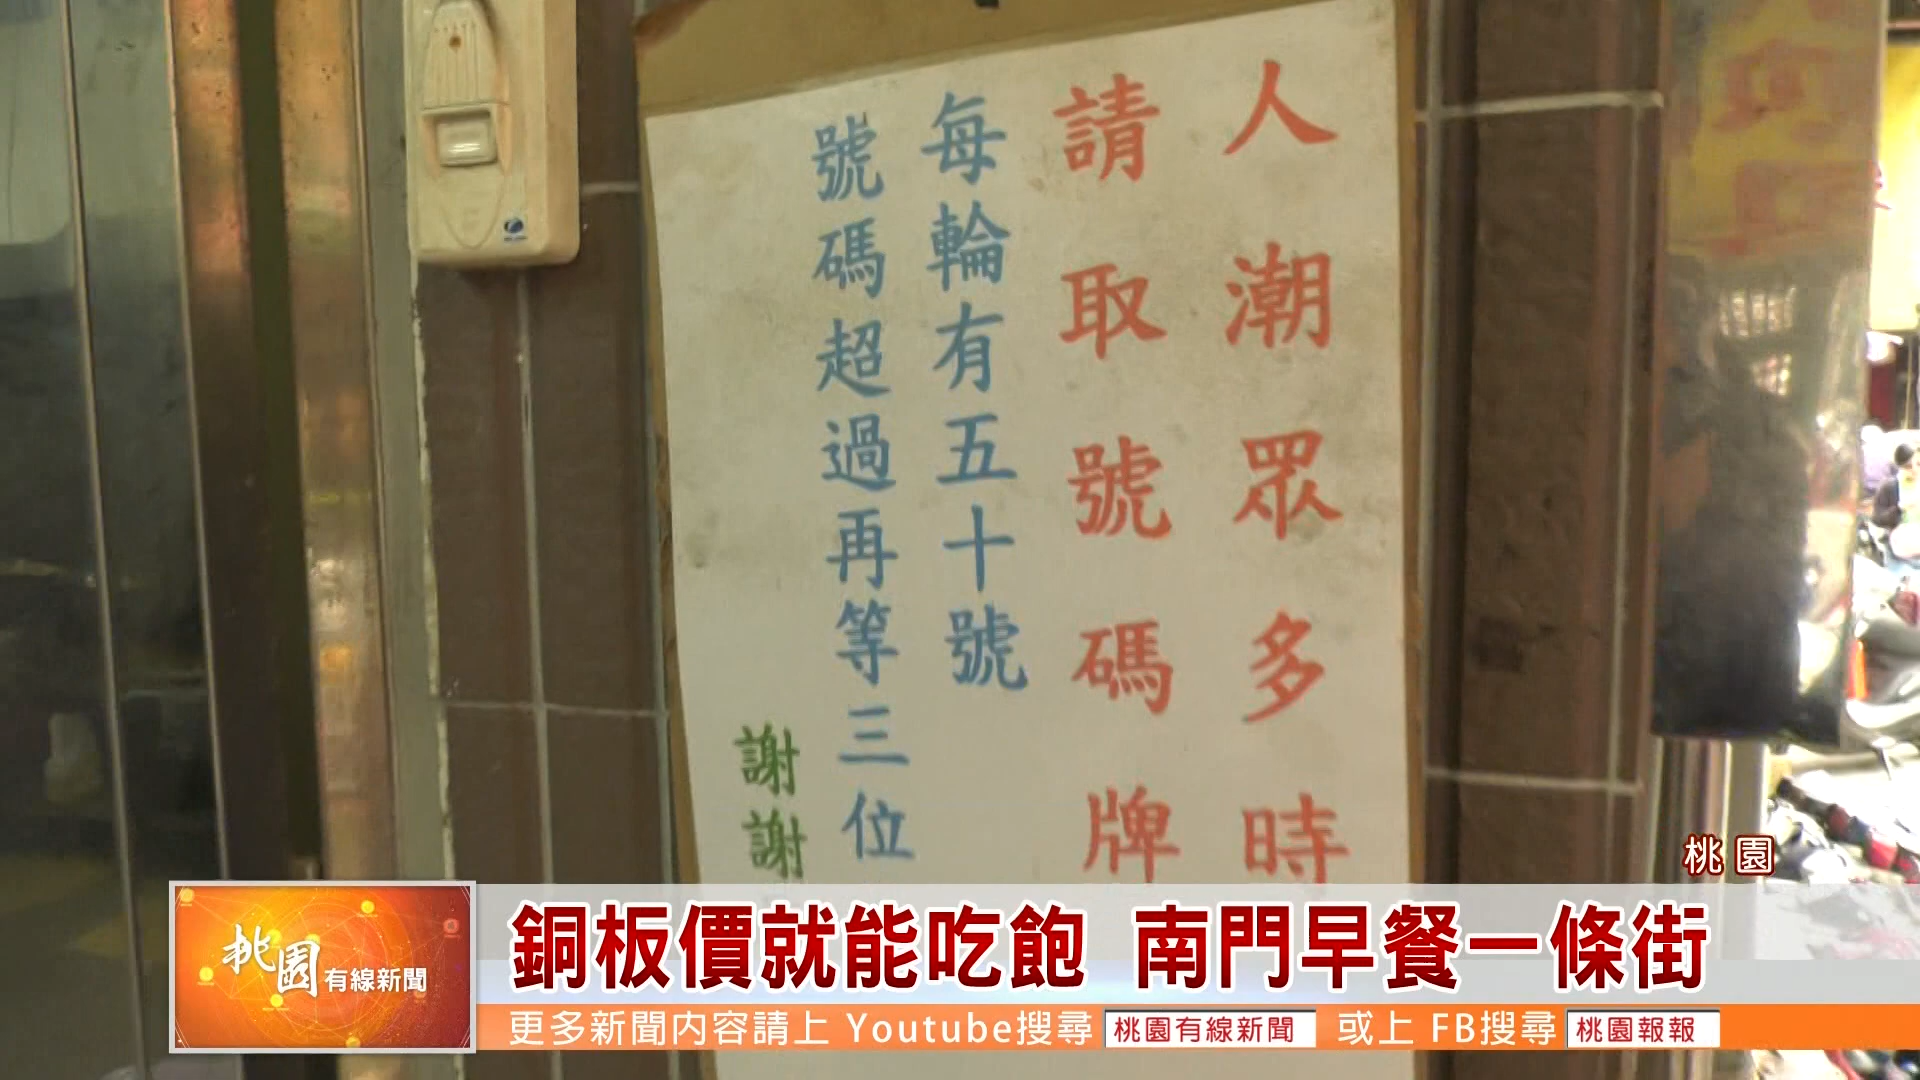 人潮眾多時
請取號碼牌
每輪有五十號
號碼超過再等三位
謝謝
桃園
桃園有線新聞
銅板價就能吃飽 南門早餐一條街
更多新聞內容請上 Youtube搜尋 桃園有線新聞 或上 FB搜尋 桃園報報